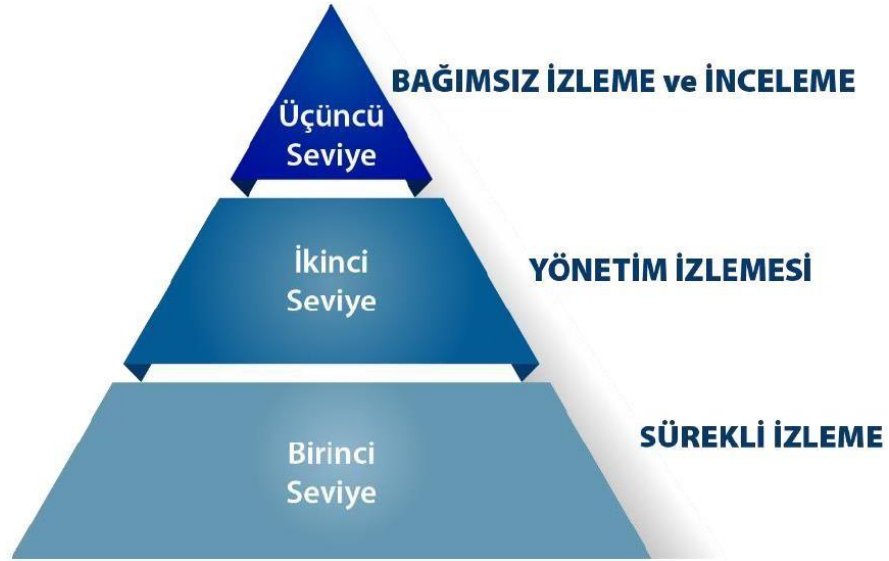 Üçüncü
Seviye
BAĞIMSIZ İZLEME ve İNCELEME
İkinci
Seviye
YÖNETİM İZLEMESİ
Birinci
Seviye
SÜREKLİ İZLEME